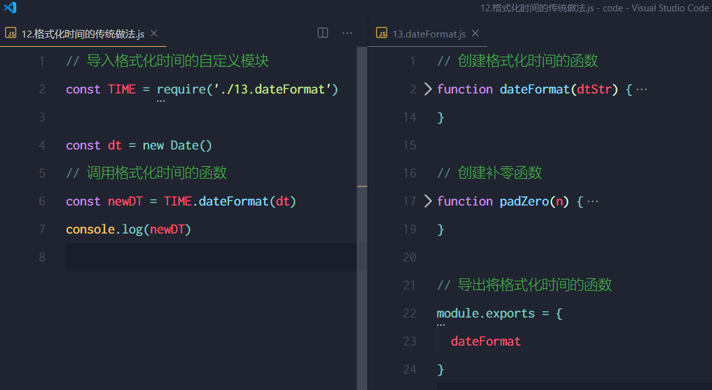 12.格式化时间的传统做法.js - code - Visual Studio Code
JS 12.格式化时间的传统做法.js ×
1 // 导入格式化时间的自定义模块
2 const TIME = require('./13.dateFormat')
3
4 const dt = new Date()
5 // 调用格式化时间的函数
6 const newDT = TIME.dateFormat(dt)
7 console.log(newDT)
8
JS 13.dateFormat.js ×
1 // 创建格式化时间的函数
2 function dateFormat(dtStr) {···
14 }
15
16 // 创建补零函数
17 function padZero(n) {···
19 }
20
21 // 导出将格式化时间的函数
22 module.exports = {
23 dateFormat
24 }